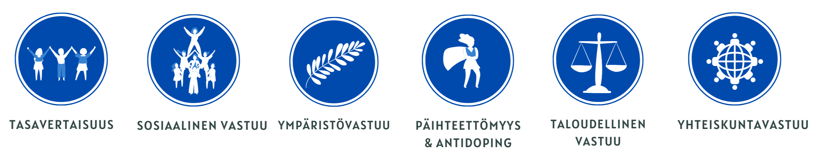 TASAVERTAISUUS
SOSIAALINEN VASTUU
YMPÄRISTÖVASTUU
PÄIHTEETTÖMYYS
& ANTIDOPING
TALOUDELLINEN
VASTUU
YHTEISKUNTAVASTUU